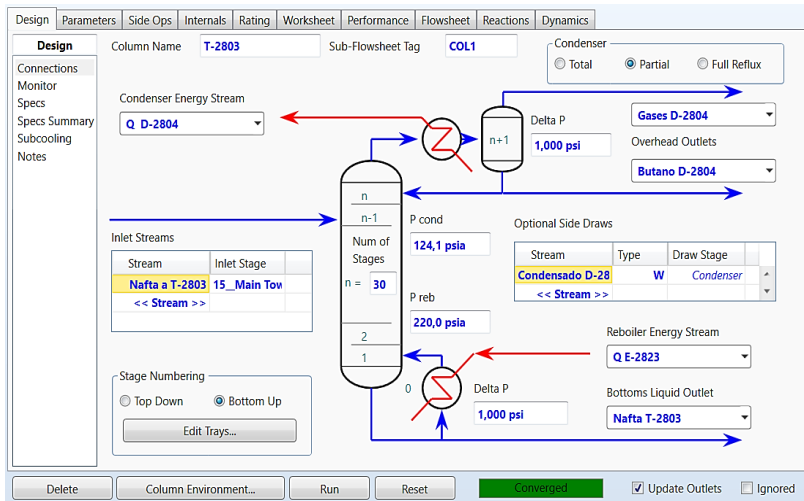 Design Parameters Side Ops Internals Rating Worksheet Performance Flowsheet Reactions Dynamics
Design
Connections
Monitor
Specs
Specs Summary
Subcooling
Notes
Column Name T-2803 Sub-Flowsheet Tag COL1
Condenser
Total Partial Full Reflux
Condenser Energy Stream
Q D-2804
n+1
Delta P
1,000 psi
Gases D-2804
Overhead Outlets
Butano D-2804
Inlet Streams
Stream Inlet Stage
Nafta a T-2803 15__Main Tow
<< Stream >>
n
n-1
Num of
Stages
n = 30
2
1
P cond
124,1 psia
P reb
220,0 psia
Optional Side Draws
Stream Type Draw Stage
Condensado D-28 W Condenser
<< Stream >>
Reboiler Energy Stream
Q E-2823
Stage Numbering
Top Down Bottom Up
Edit Trays...
0
Delta P
1,000 psi
Bottoms Liquid Outlet
Nafta T-2803
Delete Column Environment... Run Reset Converged Update Outlets Ignored